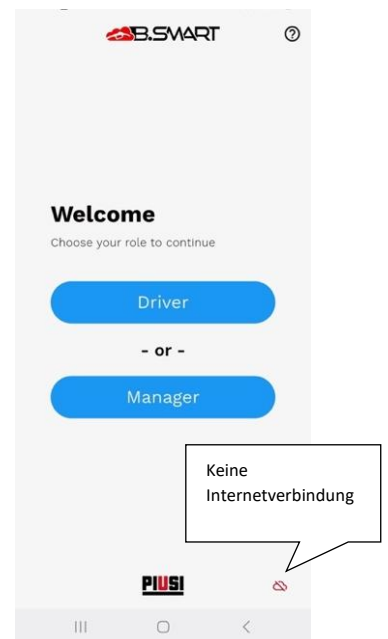 B.SMART
Welcome
Choose your role to continue
Driver
- or -
Manager
Keine
Internetverbindung
PIUSI